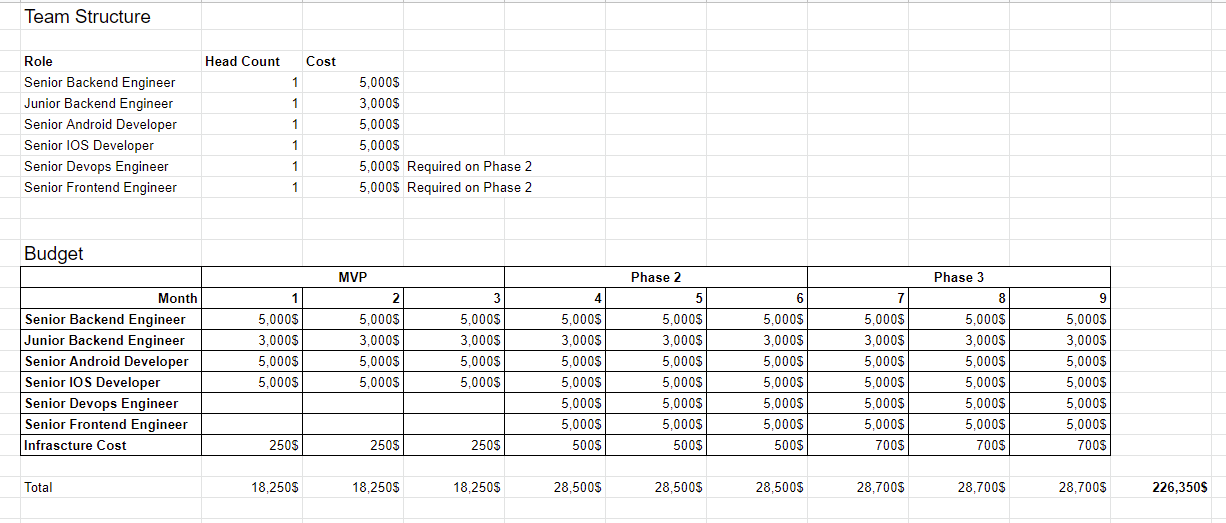 Team Structure
Role Head Count Cost
Senior Backend Engineer 1 5,000$
Junior Backend Engineer 1 3,000$
Senior Android Developer 1 5,000$
Senior IOS Developer 1 5,000$
Senior Devops Engineer 1 5,000$ Required on Phase 2
Senior Frontend Engineer 1 5,000$ Required on Phase 2
Budget
MVP Phase 2 Phase 3
Month 1 2 3 4 5 6 7 8 9
Senior Backend Engineer 5,000$ 5,000$ 5,000$ 5,000$ 5,000$ 5,000$ 5,000$ 5,000$ 5,000$
Junior Backend Engineer 3,000$ 3,000$ 3,000$ 3,000$ 3,000$ 3,000$ 3,000$ 3,000$ 3,000$
Senior Android Developer 5,000$ 5,000$ 5,000$ 5,000$ 5,000$ 5,000$ 5,000$ 5,000$ 5,000$
Senior IOS Developer 5,000$ 5,000$ 5,000$ 5,000$ 5,000$ 5,000$ 5,000$ 5,000$ 5,000$
Senior Devops Engineer 5,000$ 5,000$ 5,000$ 5,000$ 5,000$ 5,000$
Senior Frontend Engineer 5,000$ 5,000$ 5,000$ 5,000$ 5,000$ 5,000$
Infrascture Cost 250$ 250$ 250$ 500$ 500$ 500$ 700$ 700$ 700$
Total 18,250$ 18,250$ 18,250$ 28,500$ 28,500$ 28,500$ 28,700$ 28,700$ 28,700$ 226,350$